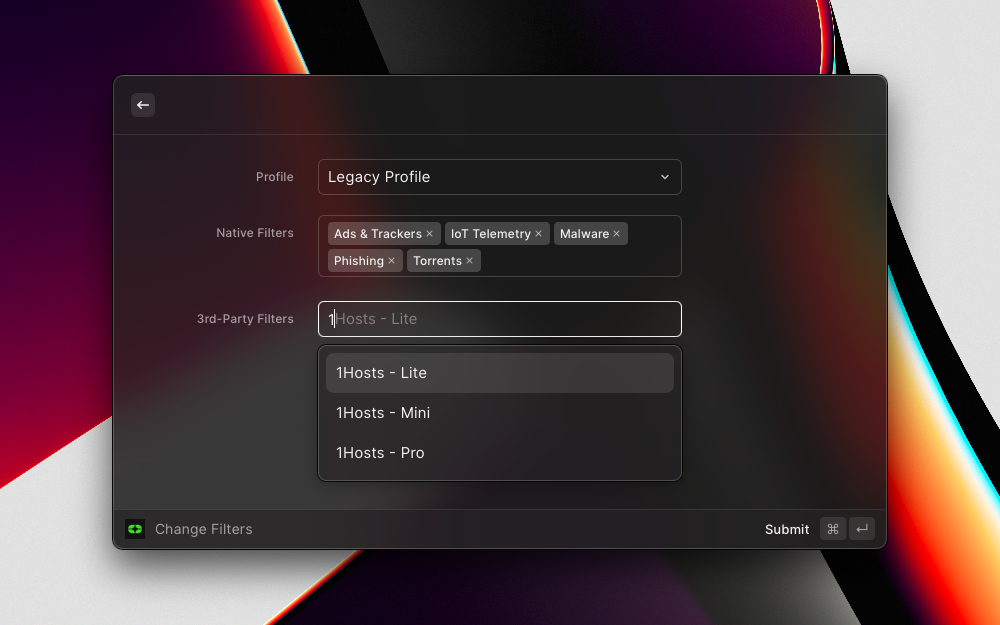 Profile
Legacy Profile
Native Filters
Ads & Trackers × IoT Telemetry × Malware ×
Phishing × Torrents ×
3rd-Party Filters
1Hosts - Lite
1Hosts - Lite
1Hosts - Mini
1Hosts - Pro
Change Filters
Submit ⌘ ↵